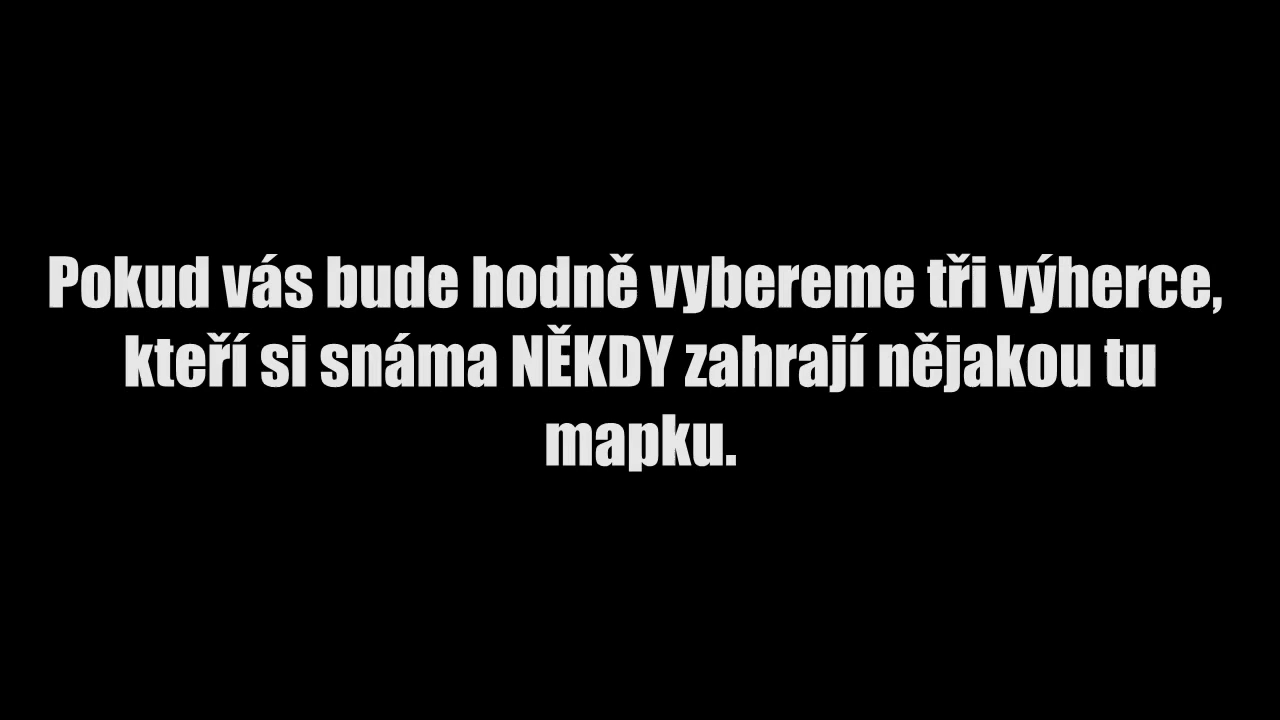 Pokud vás bude hodně vybereme tři výherce,
kteří si snáma NĚKDY zahrají nějakou tu
mapku.